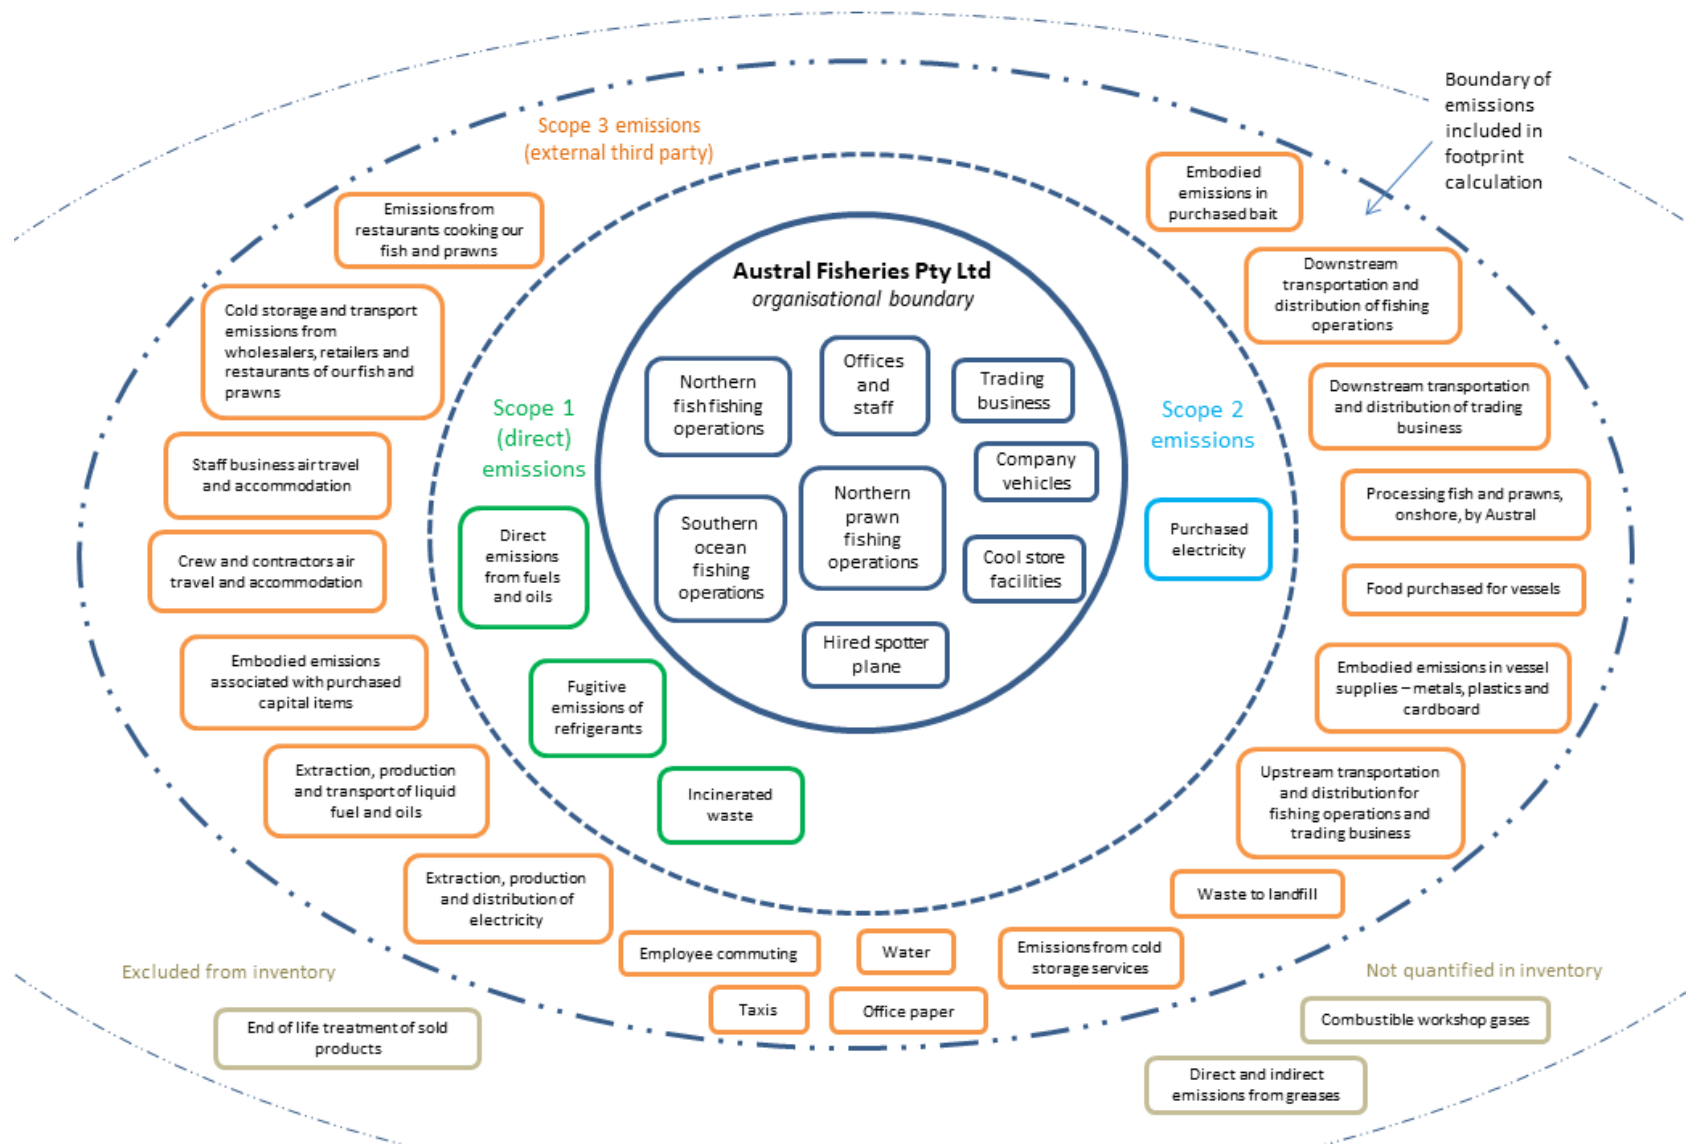 Boundary of
emissions
included in
footprint
calculation
Scope 3 emissions
(external third party)
Emissions from
restaurants cooking our
fish and prawns
Cold storage and transport
emissions from
wholesalers, retailers and
restaurants of our fish and
prawns
Staff business air travel
and accommodation
Crew and contractors air
travel and accommodation
Embodied emissions
associated with purchased
capital items
Extraction, production
and transport of liquid
fuel and oils
Extraction, production
and distribution of
electricity
Employee commuting
Taxis
Water
Office paper
Emissions from cold
storage services
Waste to landfill
Upstream transportation
and distribution for
fishing operations and
trading business
Embodied emissions in vessel
supplies – metals, plastics and
cardboard
Food purchased for vessels
Processing fish and prawns,
onshore, by Austral
Downstream transportation
and distribution of trading
business
Downstream
transportation and
distribution of fishing
operations
Embodied
emissions in
purchased bait
Scope 1
(direct)
emissions
Direct
emissions
from fuels
and oils
Fugitive
emissions of
refrigerants
Incinerated
waste
Austral Fisheries Pty Ltd
organisational boundary
Northern
fish fishing
operations
Offices
and
staff
Trading
business
Company
vehicles
Southern
ocean
fishing
operations
Northern
prawn
fishing
operations
Cool store
facilities
Hired spotter
plane
Scope 2
emissions
Purchased
electricity
Excluded from inventory
End of life treatment of sold
products
Not quantified in inventory
Combustible workshop gases
Direct and indirect
emissions from greases